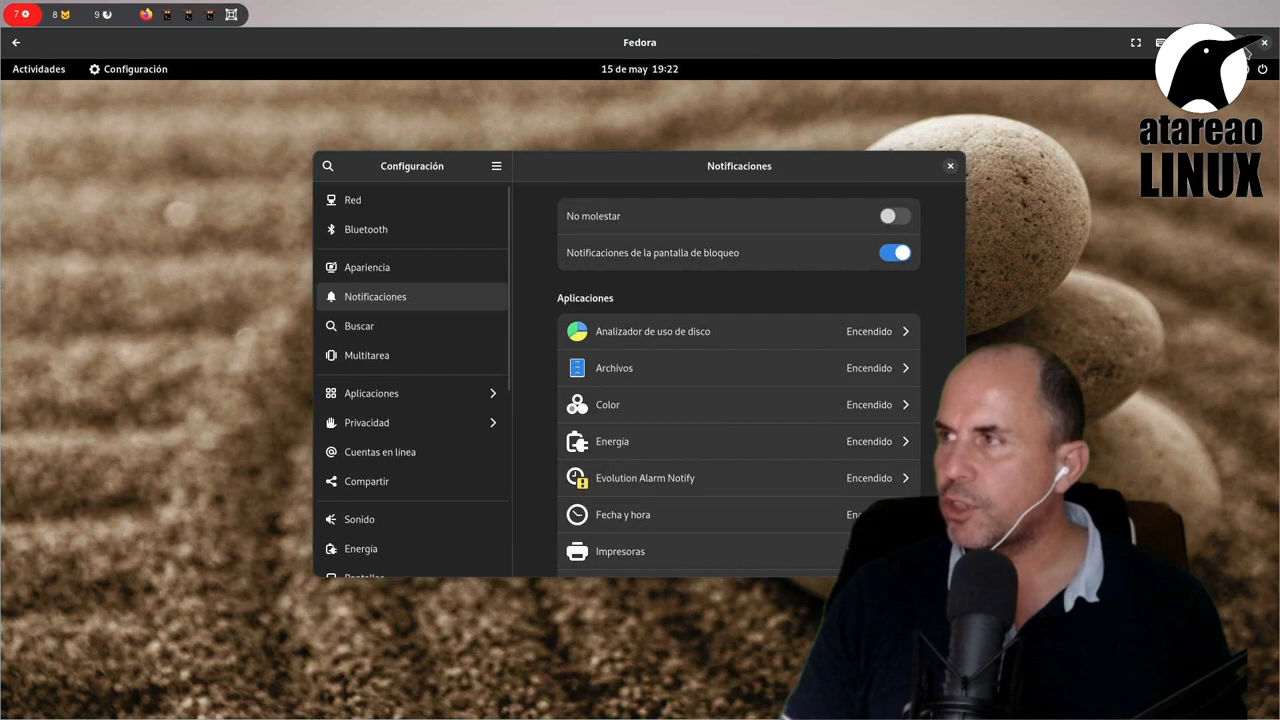 7
8
9
Fedora
Actividades
Configuración
15 de may 19:22
atareao
LINUX
Configuración
Notificaciones
Red
Bluetooth
Apariencia
Notificaciones
Buscar
Multitarea
Aplicaciones
Privacidad
Cuentas en línea
Compartir
Sonido
Energía
No molestar
Notificaciones de la pantalla de bloqueo
Aplicaciones
Analizador de uso de disco Encendido
Archivos Encendido
Color Encendido
Energía Encendido
Evolution Alarm Notify Encendido
Fecha y hora
Impresoras